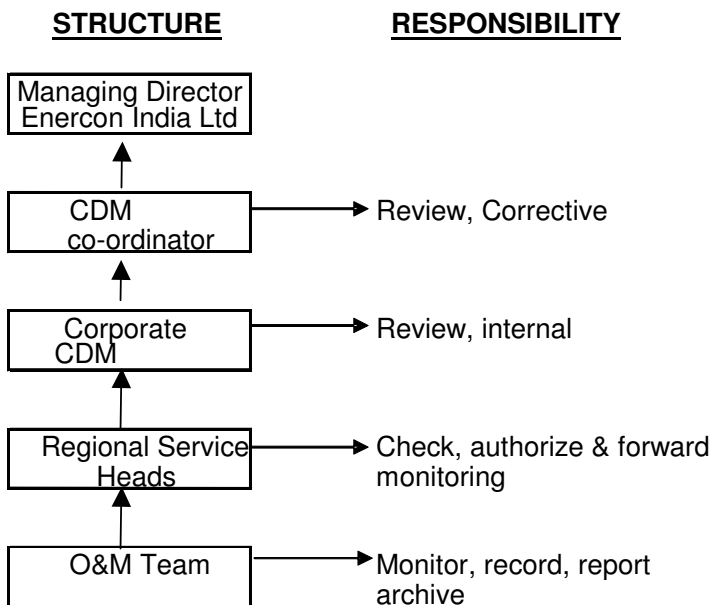 STRUCTURE RESPONSIBILITY
Managing Director
Enercon India Ltd
CDM
co-ordinator
Review, Corrective
Corporate
CDM
Review, internal
Regional Service
Heads
Check, authorize & forward
monitoring
O&M Team
Monitor, record, report
archive